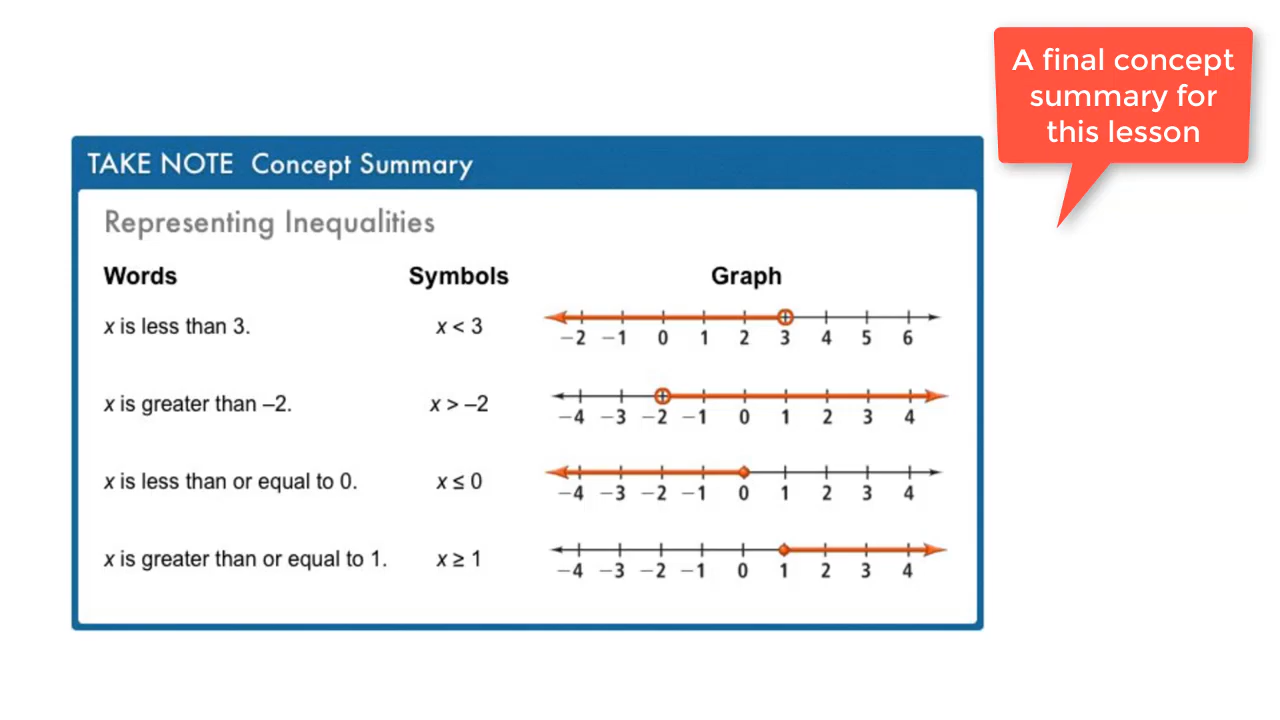 A final concept
summary for
this lesson
TAKE NOTE Concept Summary
Representing Inequalities
Words Symbols Graph
x is less than 3. x < 3
−2 −1 0 1 2 3 4 5 6
x is greater than –2. x > –2
−4 −3 −2 −1 0 1 2 3 4
x is less than or equal to 0. x ≤ 0
−4 −3 −2 −1 0 1 2 3 4
x is greater than or equal to 1. x ≥ 1
−4 −3 −2 −1 0 1 2 3 4